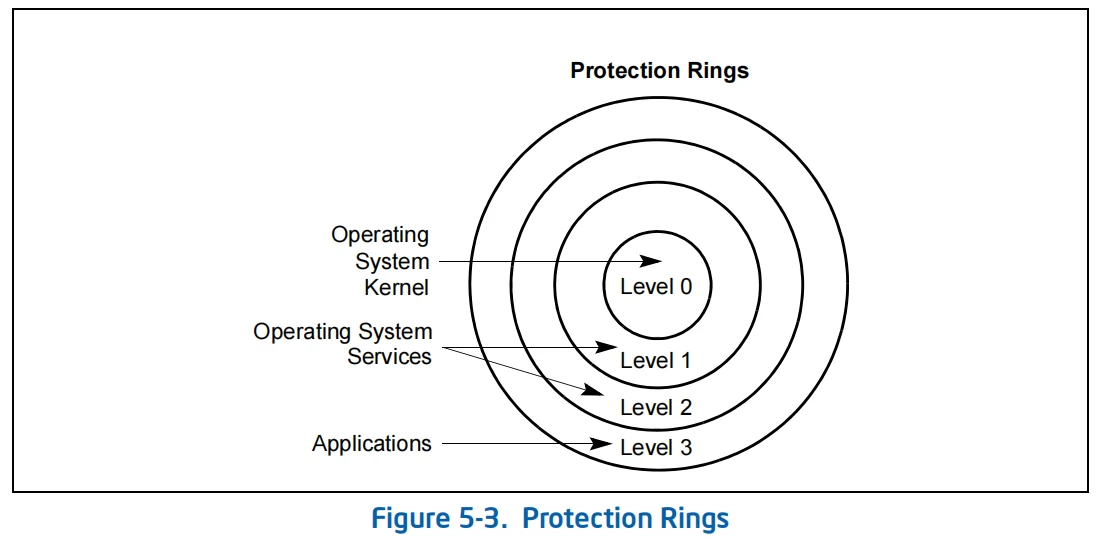 Protection Rings
Operating
System
Kernel
Level 0
Operating System
Services
Level 1
Level 2
Applications
Level 3
Figure 5-3. Protection Rings